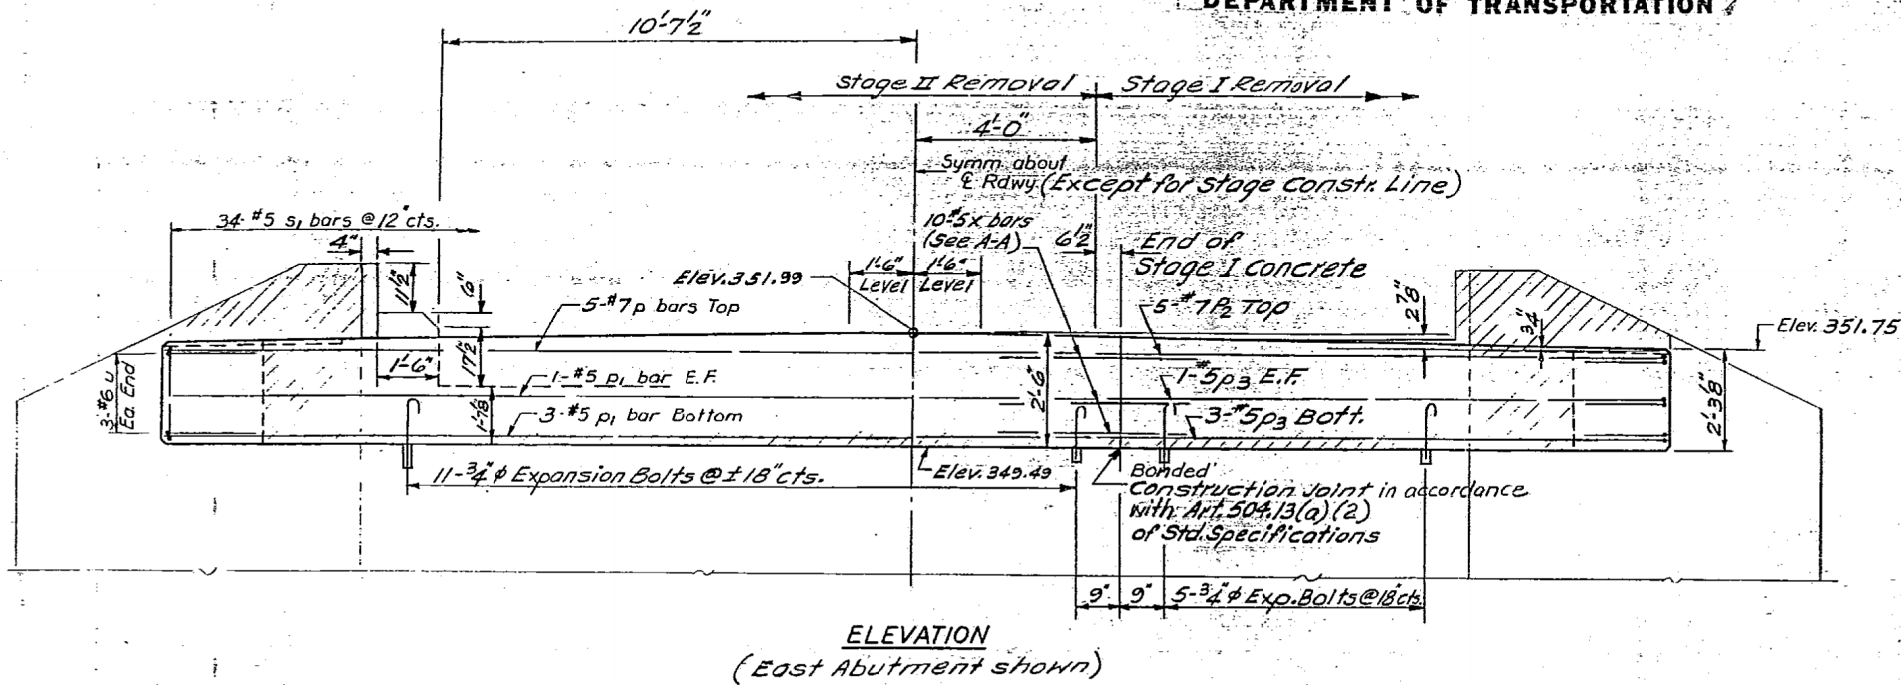 DEPARTMENT OF TRANSPORTATION
10'-7½"
Stage II Removal
Stage I Removal
4'-0"
Symm. about
℄ Rdwy (Except for Stage Constr. Line)
34-#5 s₁ bars @ 12" cts.
4"
11½"
6"
10-#5x bars
(See A-A)
6½"
End of
Stage I Concrete
Elev. 351.99
1'-6"
Level
1'-6"
Level
5-#7p bars Top
5-#7P₂ Top
2⅞"
¾"
Elev. 351.75
1'-6"
17½"
3-#6 u
Ea. End
1-#5 p₁ bar E.F.
1-#5p₃ E.F.
2'-6"
3-#5 p₁ bar Bottom
3-#5p₃ Bott.
2'-3⅛"
11-¾"ϕ Expansion Bolts @ ±18" cts.
Elev. 349.49
Bonded
Construction Joint in accordance
with Art. 504.13(a)(2)
of Std. Specifications
9"
9"
5-¾"ϕ Exp. Bolts @ 18" cts.
ELEVATION
(East Abutment shown)